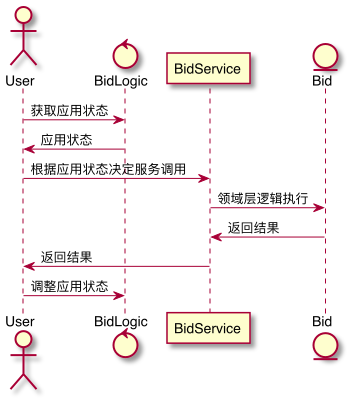 User BidLogic BidService Bid
获取应用状态
应用状态
根据应用状态决定服务调用
领域层逻辑执行
返回结果
返回结果
调整应用状态
User BidLogic BidService Bid